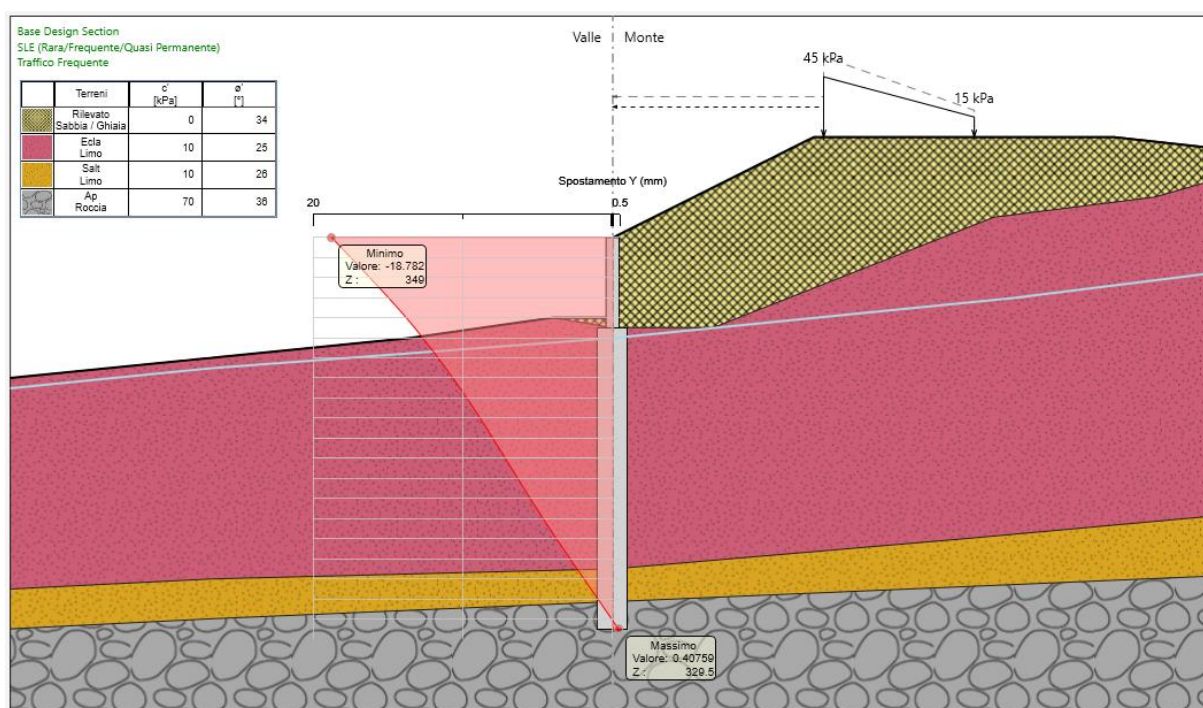 Base Design Section
SLE (Rara/Frequente/Quasi Permanente)
Traffico Frequente
Terreni c' ø'
[kPa] [°]
Rilevato
Sabbia / Ghiaia 0 34
Ecla
Limo 10 25
Salt
Limo 10 26
Ap
Roccia 70 36
Valle Monte
45 kPa
15 kPa
Spostamento Y (mm)
20 0.5
Minimo
Valore: -18.782
Z : 349
Massimo
Valore: 0.40759
Z : 329.5